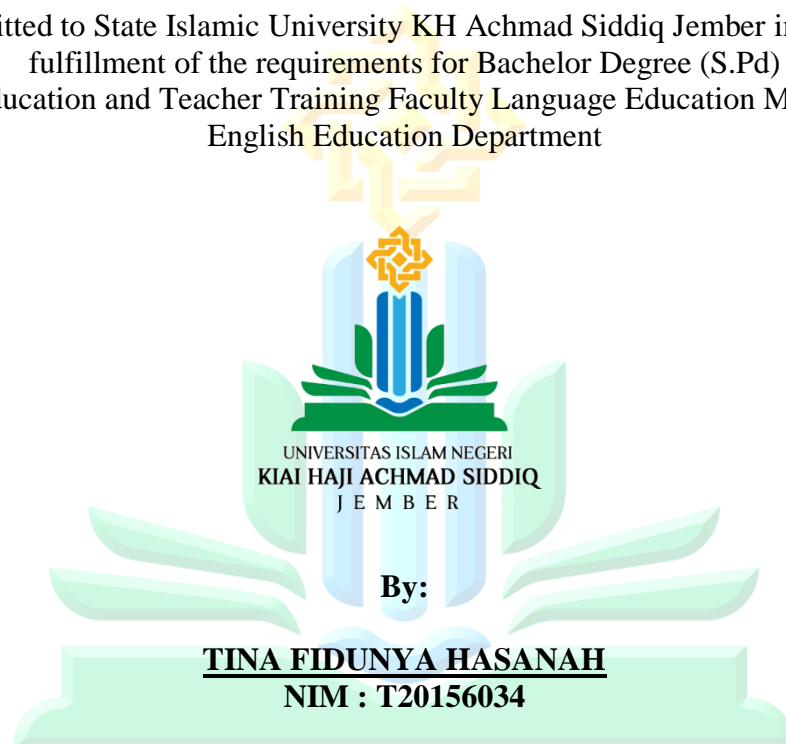 itted to State Islamic University KH Achmad Siddiq Jember in
fulfillment of the requirements for Bachelor Degree (S.Pd)
ducation and Teacher Training Faculty Language Education M
English Education Department
UNIVERSITAS ISLAM NEGERI
KIAI HAJI ACHMAD SIDDIQ
JEMBER
By:
TINA FIDUNYA HASANAH
NIM : T20156034